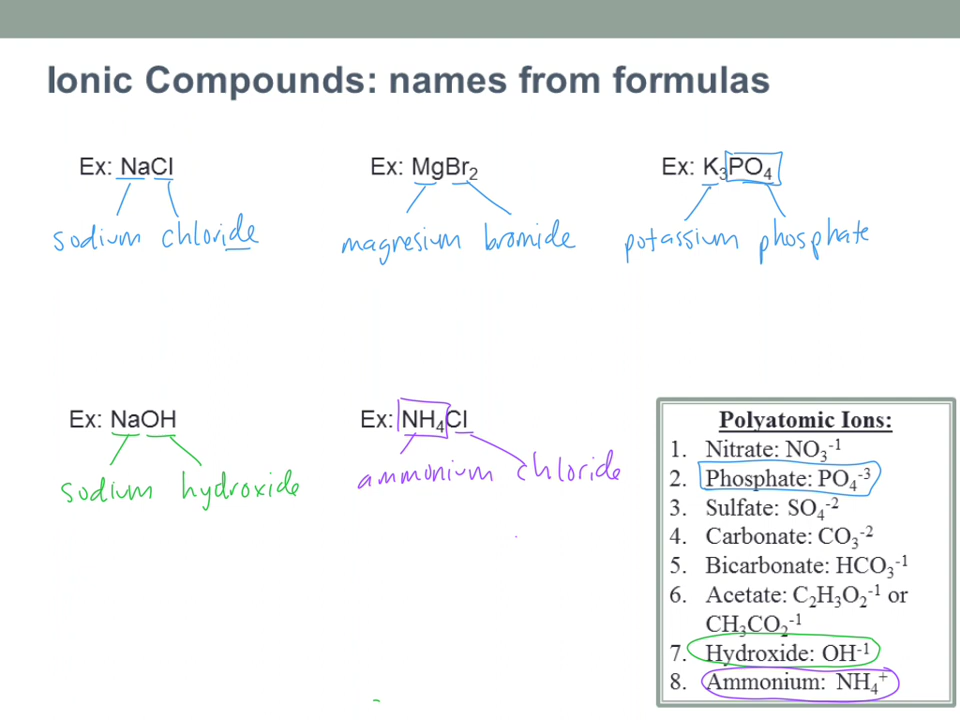 Ionic Compounds: names from formulas
Ex: NaCl
Ex: MgBr₂
Ex: K₃PO₄
sodium chloride
magnesium bromide
potassium phosphate
Ex: NaOH
Ex: NH₄Cl
sodium hydroxide
ammonium chloride
Polyatomic Ions:
1. Nitrate: NO₃⁻¹
2. Phosphate: PO₄⁻³
3. Sulfate: SO₄⁻²
4. Carbonate: CO₃⁻²
5. Bicarbonate: HCO₃⁻¹
6. Acetate: C₂H₃O₂⁻¹ or
CH₃CO₂⁻¹
7. Hydroxide: OH⁻¹
8. Ammonium: NH₄⁺